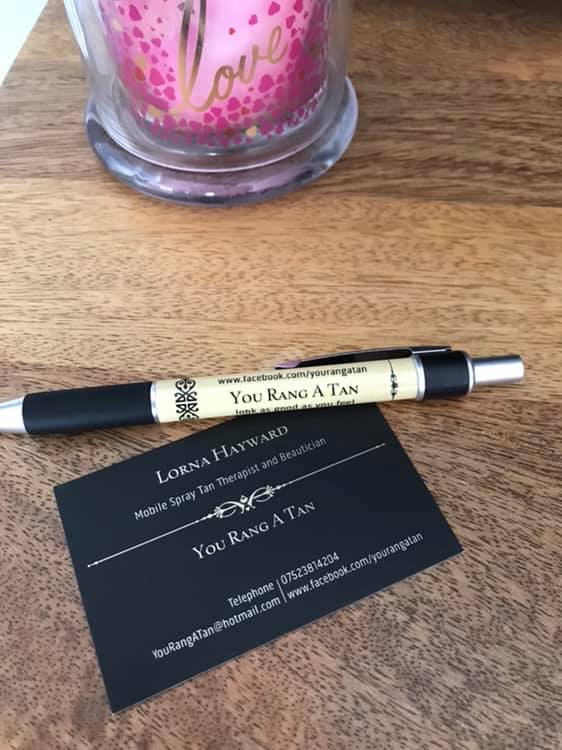 love
www.facebook.com/yourangatan
YOU RANG A TAN
look as good as you feel
LORNA HAYWARD
Mobile Spray Tan Therapist and Beautician
YOU RANG A TAN
Telephone | 07523814204
YouRangATan@hotmail.com | www.facebook.com/yourangatan